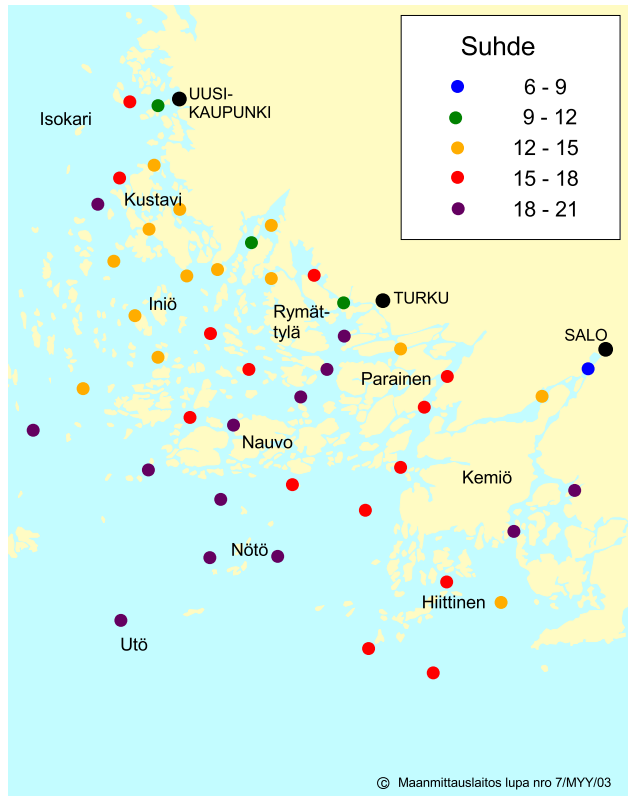 Suhde
6 - 9
9 - 12
12 - 15
15 - 18
18 - 21
UUSI-
KAUPUNKI
Isokari
Kustavi
Iniö
Rymät-
tylä
TURKU
SALO
Parainen
Nauvo
Kemiö
Nötö
Hiittinen
Utö
© Maanmittauslaitos lupa nro 7/MYY/03